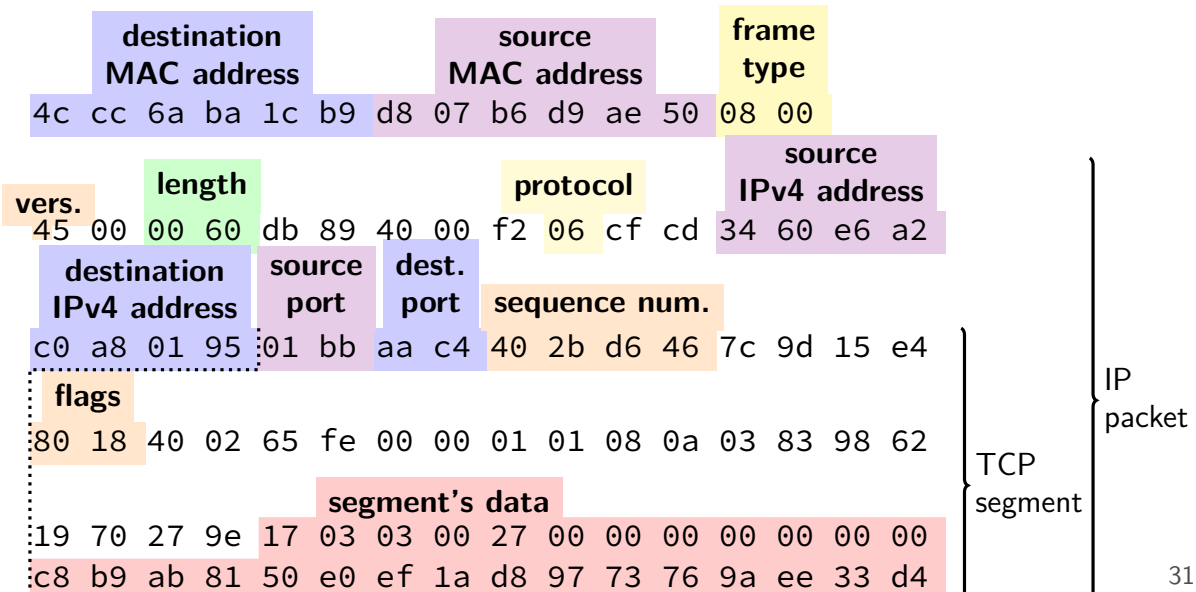 destination
MAC address
source
MAC address
frame
type
4c cc 6a ba 1c b9 d8 07 b6 d9 ae 50 08 00
vers.
length
protocol
source
IPv4 address
45 00 00 60 db 89 40 00 f2 06 cf cd 34 60 e6 a2
destination
IPv4 address
source
port
dest.
port
sequence num.
c0 a8 01 95 01 bb aa c4 40 2b d6 46 7c 9d 15 e4
flags
80 18 40 02 65 fe 00 00 01 01 08 0a 03 83 98 62
segment's data
19 70 27 9e 17 03 03 00 27 00 00 00 00 00 00 00
c8 b9 ab 81 50 e0 ef 1a d8 97 73 76 9a ee 33 d4
TCP
segment
IP
packet
31